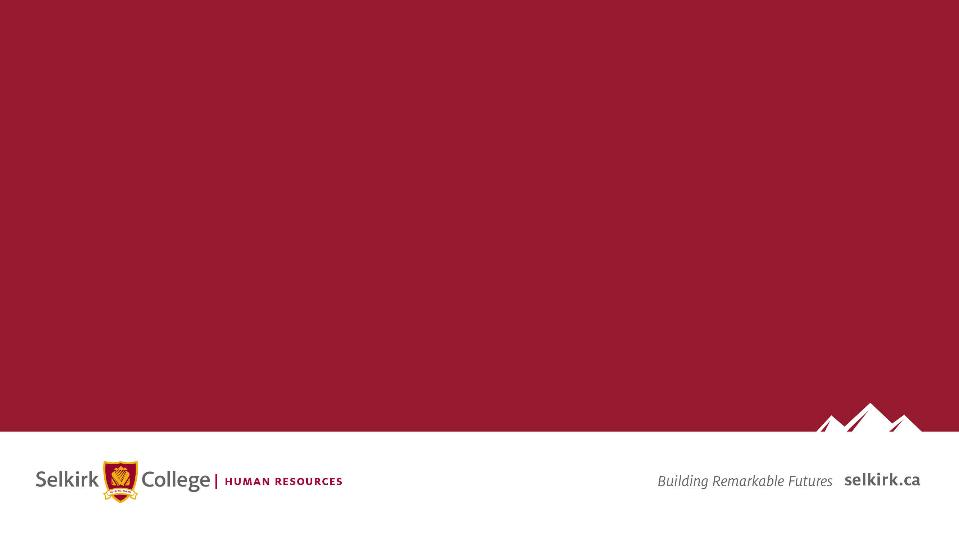 Selkirk College | HUMAN RESOURCES
Building Remarkable Futures selkirk.ca